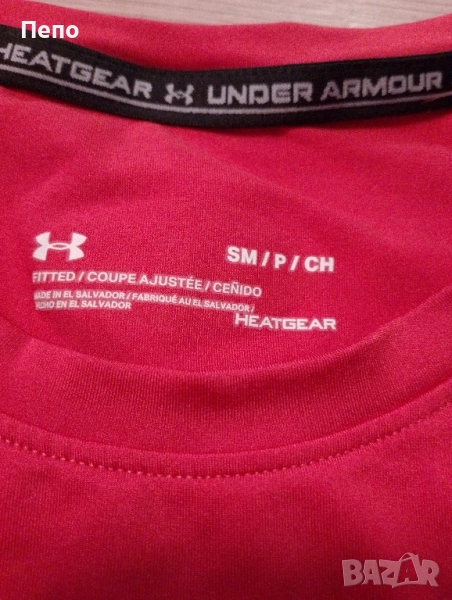 Пепо
HEATGEAR UNDER ARMOUR
SM/P/CH
FITTED/COUPE AJUSTÉE/CEÑIDO
MADE IN EL SALVADOR/FABRIQUÉ AU EL SALVADOR/
HECHO EN EL SALVADOR
HEATGEAR
BAZAR